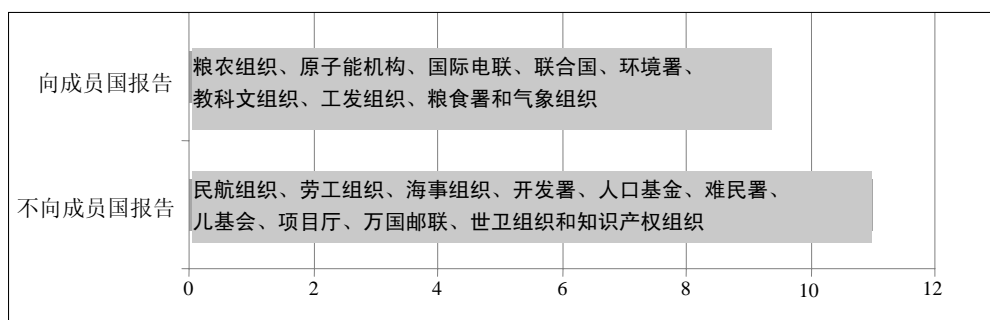 向成员国报告
粮农组织、原子能机构、国际电联、联合国、环境署、
教科文组织、工发组织、粮食署和气象组织
不向成员国报告
民航组织、劳工组织、海事组织、开发署、人口基金、难民署、
儿基会、项目厅、万国邮联、世卫组织和知识产权组织
0 2 4 6 8 10 12